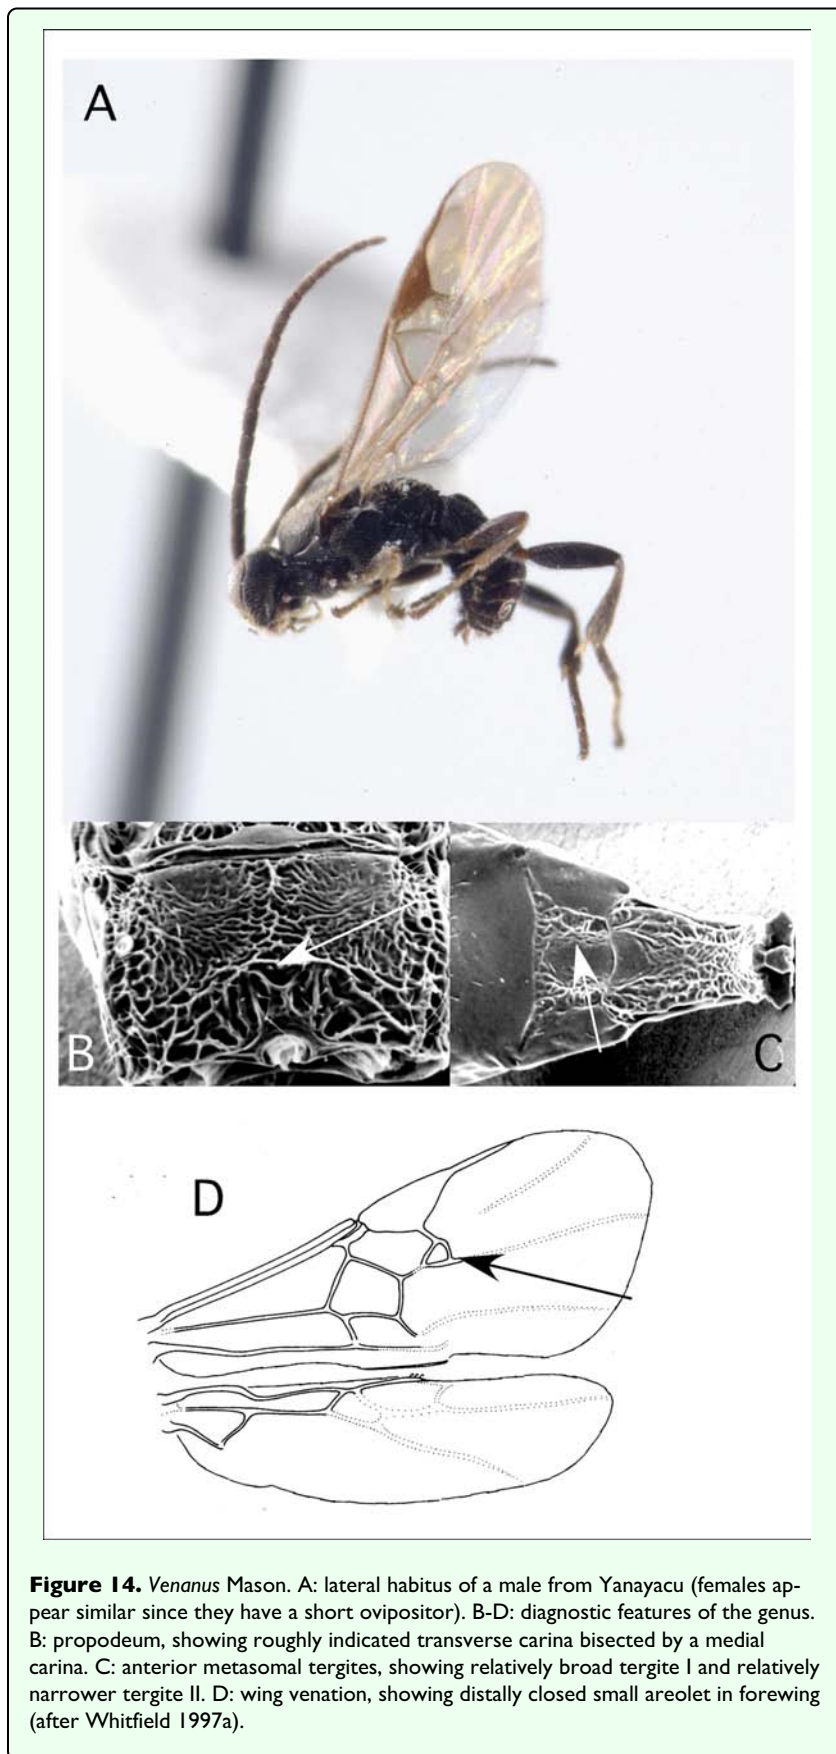 A
B
C
D
Figure 14. Venanus Mason. A: lateral habitus of a male from Yanayacu (females ap-
pear similar since they have a short ovipositor). B-D: diagnostic features of the genus.
B: propodeum, showing roughly indicated transverse carina bisected by a medial
carina. C: anterior metasomal tergites, showing relatively broad tergite I and relatively
narrower tergite II. D: wing venation, showing distally closed small areolet in forewing
(after Whitfield 1997a).